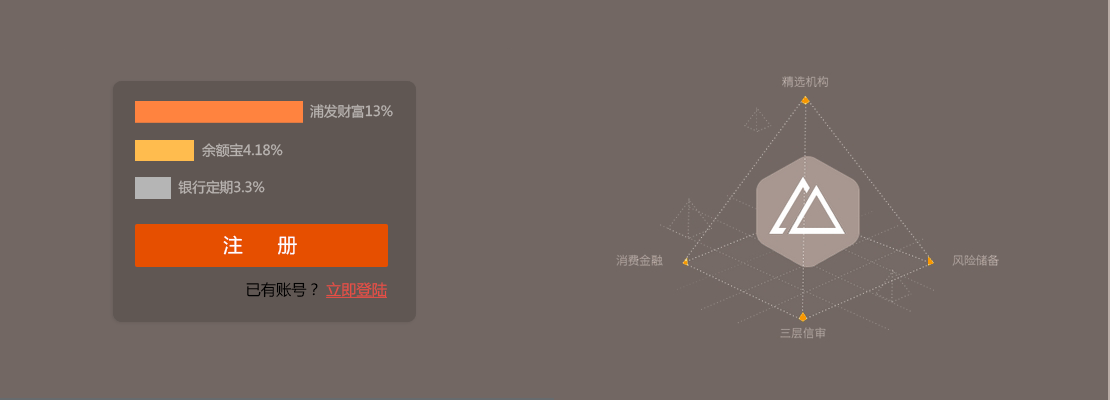 浦发财富13%
余额宝4.18%
银行定期3.3%
注 册
已有账号？ 立即登陆
精选机构
消费金融
风险储备
三层信审